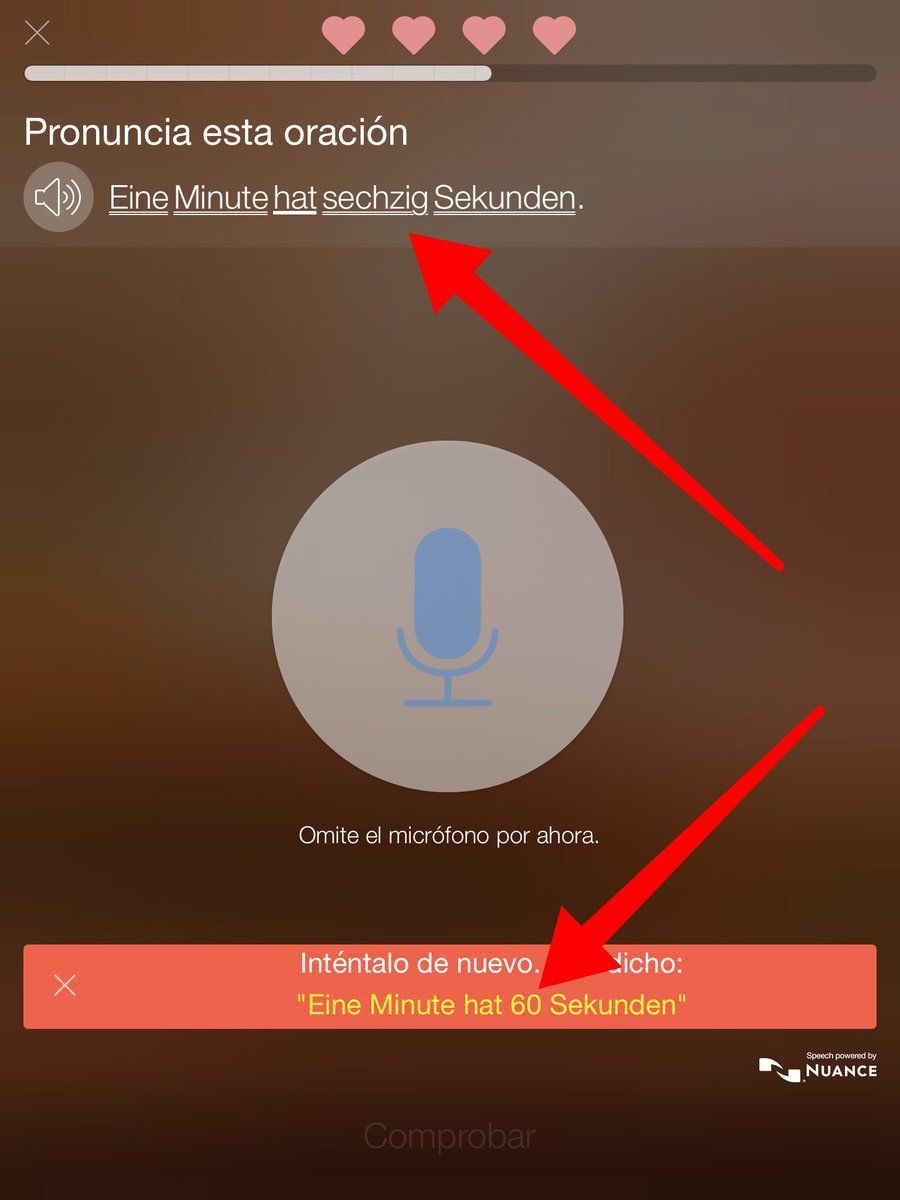 Pronuncia esta oración
Eine Minute hat sechzig Sekunden.
Omite el micrófono por ahora.
Inténtalo de nuevo. dicho:
"Eine Minute hat 60 Sekunden"
Speech powered by
NUANCE
Comprobar